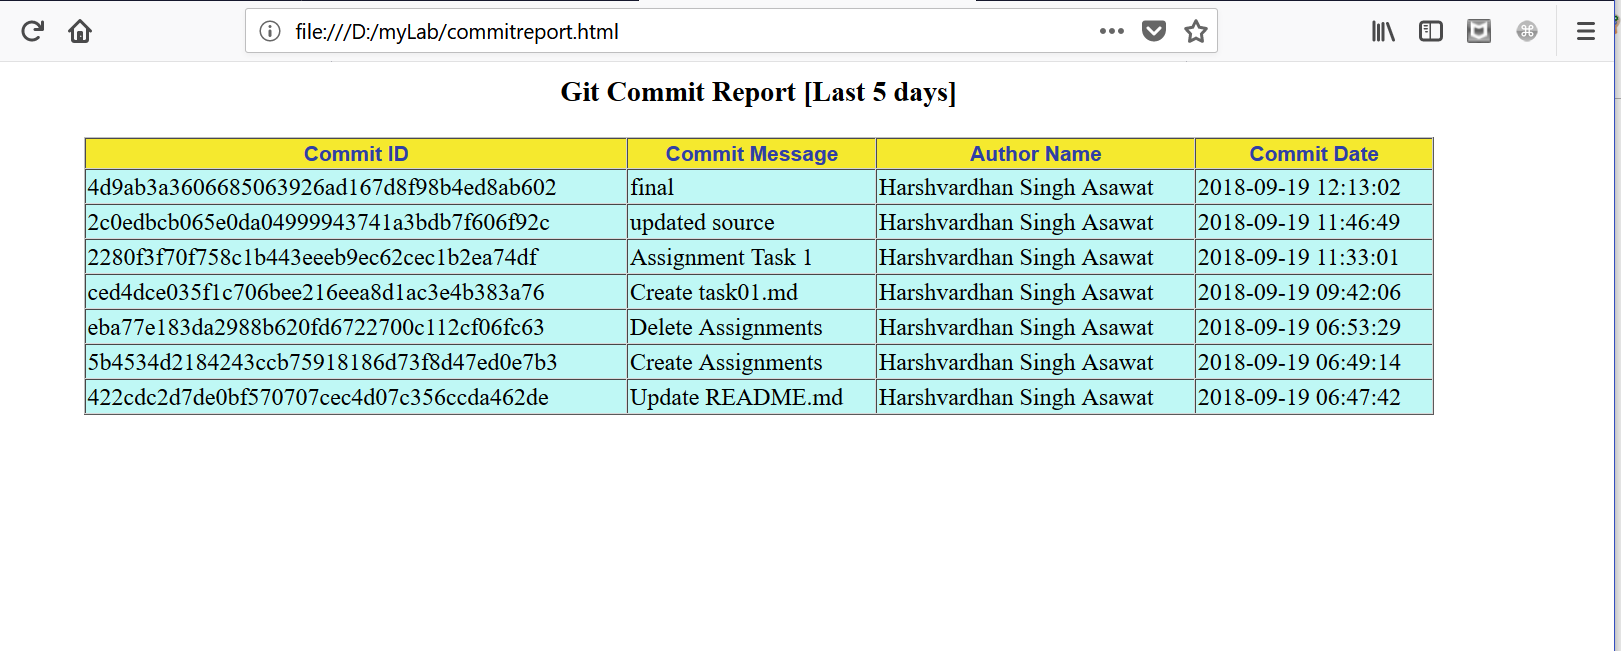 file:///D:/myLab/commitreport.html
Git Commit Report [Last 5 days]
Commit ID Commit Message Author Name Commit Date
4d9ab3a3606685063926ad167d8f98b4ed8ab602 final Harshvardhan Singh Asawat 2018-09-19 12:13:02
2c0edbcb065e0da04999943741a3bdb7f606f92c updated source Harshvardhan Singh Asawat 2018-09-19 11:46:49
2280f3f70f758c1b443eeeb9ec62cec1b2ea74df Assignment Task 1 Harshvardhan Singh Asawat 2018-09-19 11:33:01
ced4dce035f1c706bee216eea8d1ac3e4b383a76 Create task01.md Harshvardhan Singh Asawat 2018-09-19 09:42:06
eba77e183da2988b620fd6722700c112cf06fc63 Delete Assignments Harshvardhan Singh Asawat 2018-09-19 06:53:29
5b4534d2184243ccb75918186d73f8d47ed0e7b3 Create Assignments Harshvardhan Singh Asawat 2018-09-19 06:49:14
422cdc2d7de0bf570707cec4d07c356ccda462de Update README.md Harshvardhan Singh Asawat 2018-09-19 06:47:42